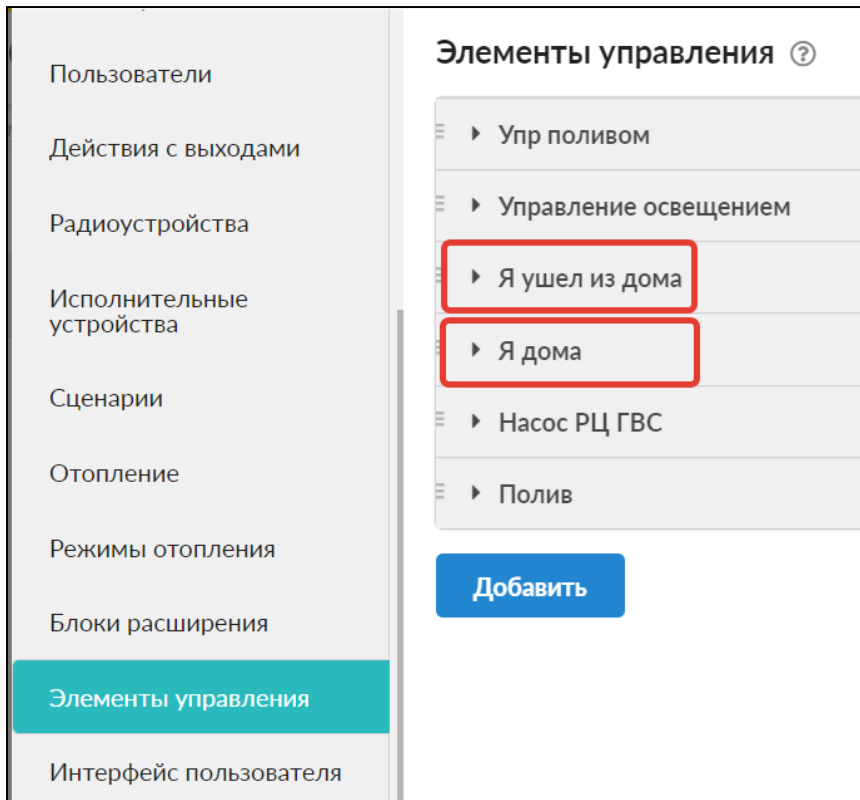 Пользователи
Действия с выходами
Радиоустройства
Исполнительные
устройства
Сценарии
Отопление
Режимы отопления
Блоки расширения
Элементы управления
Интерфейс пользователя
Элементы управления ?
Упр поливом
Управление освещением
Я ушел из дома
Я дома
Насос РЦ ГВС
Полив
Добавить